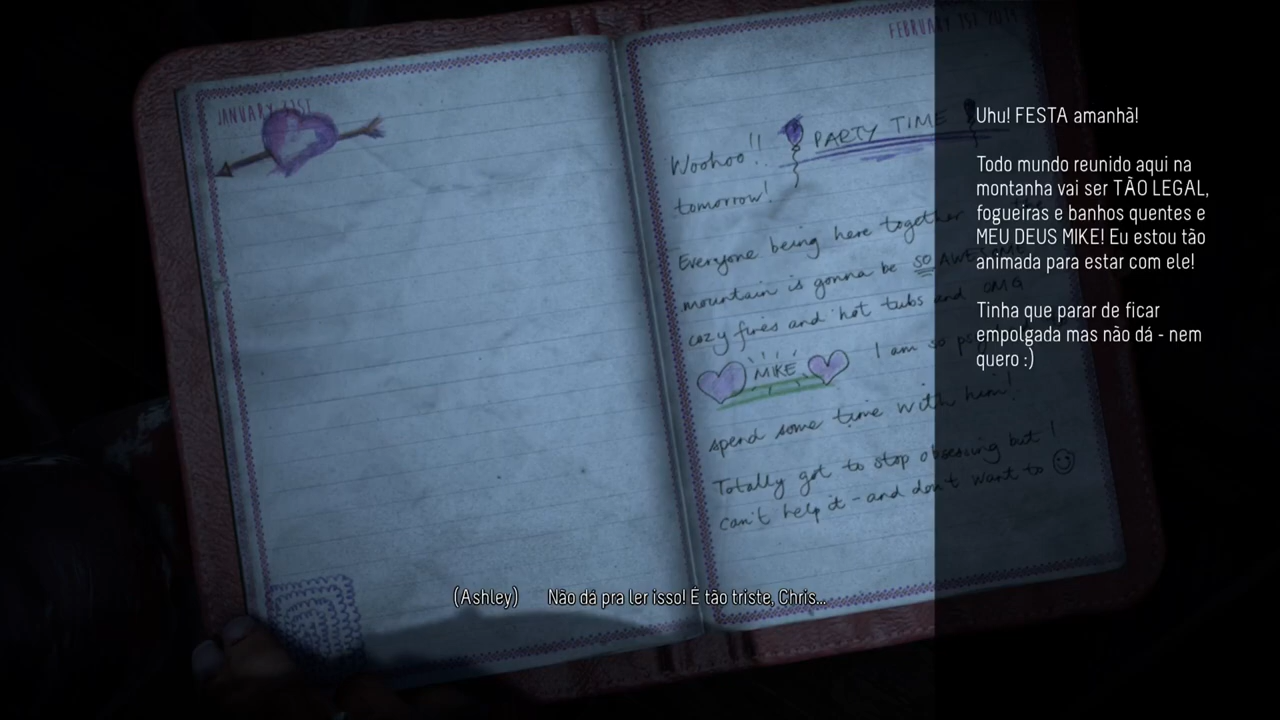 JANUARY 31ST
FEBRUARY 1ST
Woohoo!! PARTY TIME
tomorrow!
Everyone being here together
mountain is gonna be SO AWESOME
cozy fires and hot tubs and OMG
MIKE I am so
spend some time with him!
Totally got to stop obsessing but I
can't help it - and don't want to
Uhu! FESTA amanhã!
Todo mundo reunido aqui na
montanha vai ser TÃO LEGAL,
fogueiras e banhos quentes e
MEU DEUS MIKE! Eu estou tão
animada para estar com ele!
Tinha que parar de ficar
empolgada mas não dá - nem
quero :)
(Ashley) Não dá pra ler isso! É tão triste, Chris...